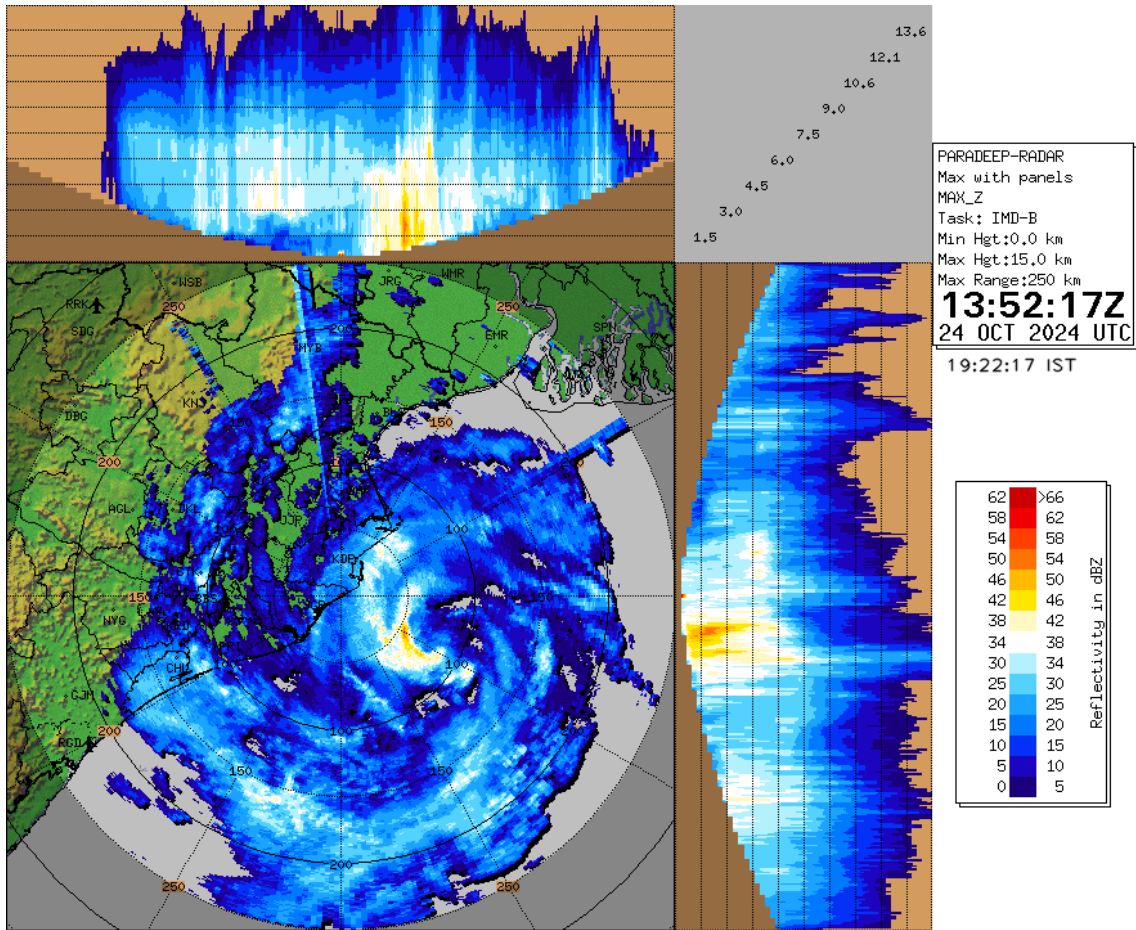 13.6
12.1
10.6
9.0
7.5
6.0
4.5
3.0
1.5
PARADEEP-RADAR
Max with panels
MAX_Z
Task: IMD-B
Min Hgt:0.0 km
Max Hgt:15.0 km
Max Range:250 km
13:52:17Z
24 OCT 2024 UTC
19:22:17 IST
WSB
JRG
WMR
RRK
250
250
SDG
200
EMR
SPN
MYB
KNJ
DBG
150
150
200
AGL
DKL
JJP
100
100
KDP
150
150
NYG
PRI
CHL
100
GJM
100
200
200
RGD
150
150
200
250
250
62 >66
58 62
54 58
50 54
46 50
42 46
38 42
34 38
30 34
25 30
20 25
15 20
10 15
5 10
0 5
Reflectivity in dBZ